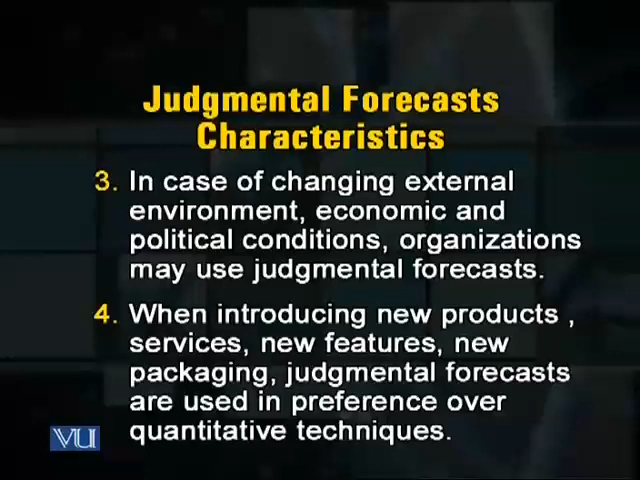 Judgmental Forecasts
Characteristics
3. In case of changing external
environment, economic and
political conditions, organizations
may use judgmental forecasts.
4. When introducing new products ,
services, new features, new
packaging, judgmental forecasts
are used in preference over
quantitative techniques.
VU